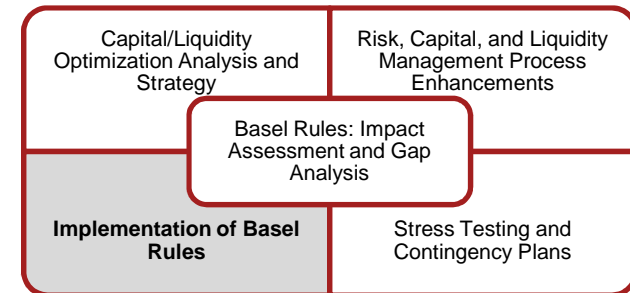 Capital/Liquidity
Optimization Analysis and
Strategy
Risk, Capital, and Liquidity
Management Process
Enhancements
Basel Rules: Impact
Assessment and Gap
Analysis
Implementation of Basel
Rules
Stress Testing and
Contingency Plans